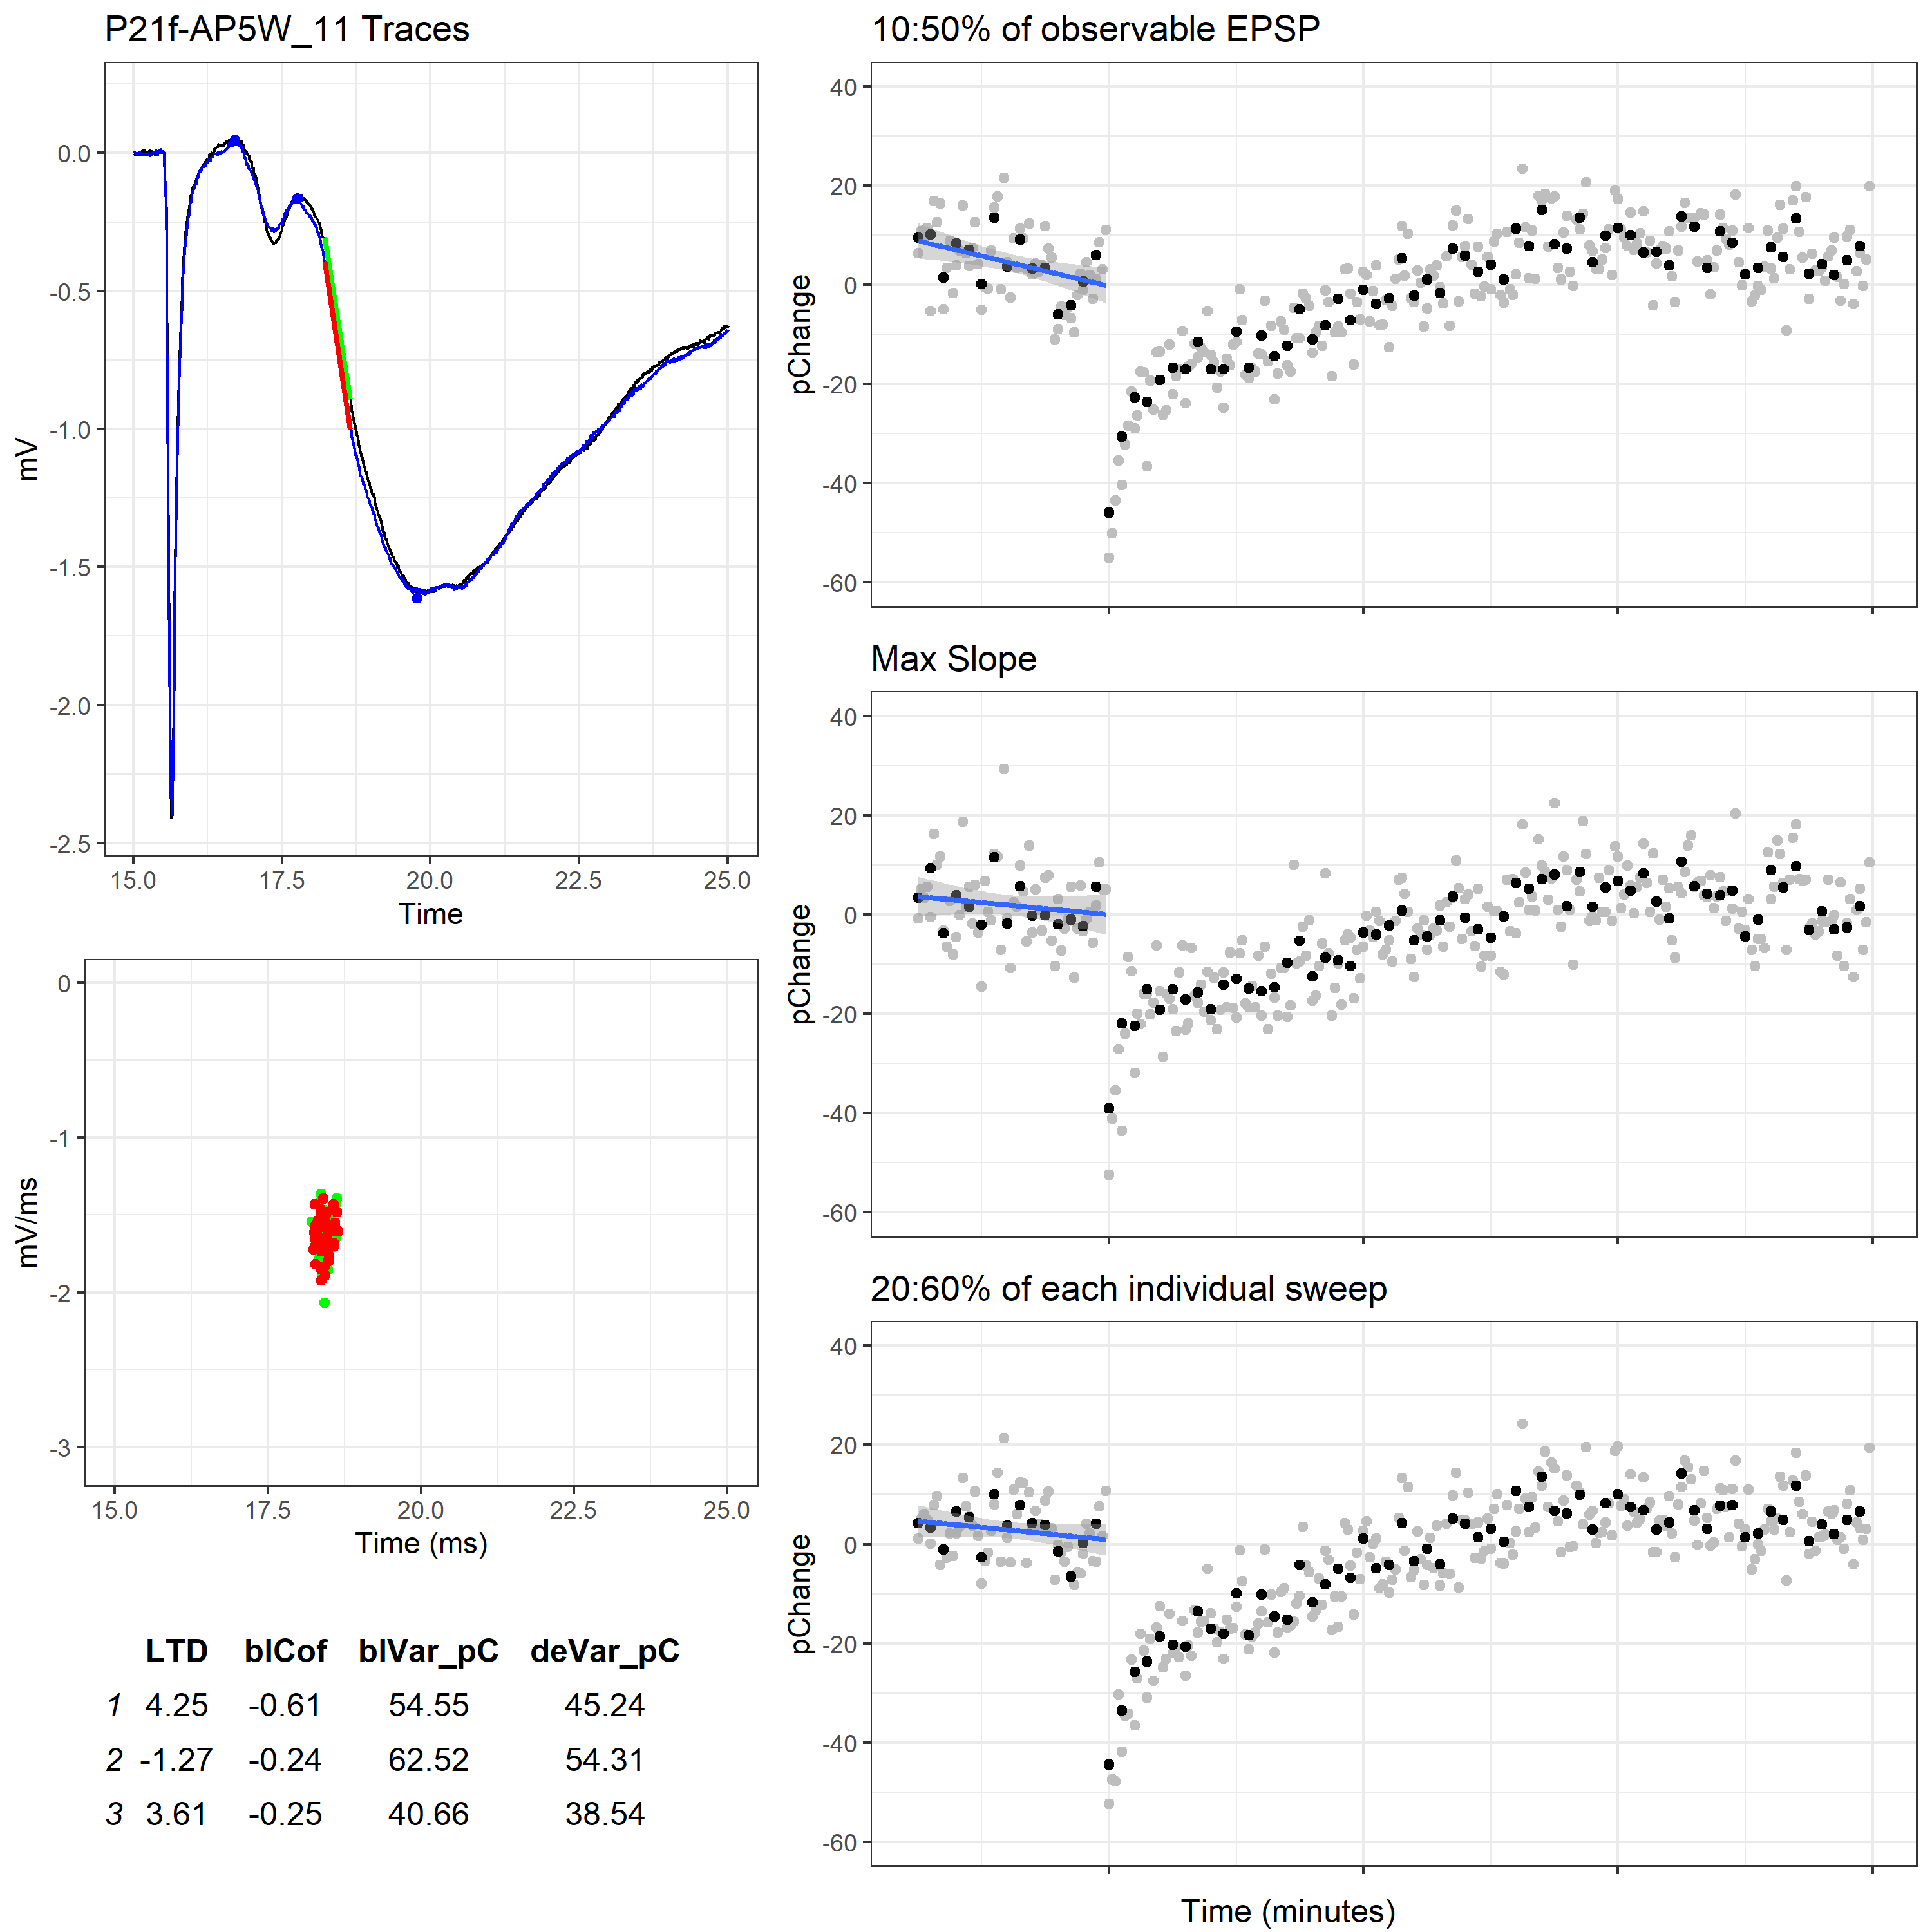 P21f-AP5W_11 Traces
0.0
-0.5
-1.0
-1.5
-2.0
-2.5
mV
15.0 17.5 20.0 22.5 25.0
Time
0
-1
-2
-3
mV/ms
15.0 17.5 20.0 22.5 25.0
Time (ms)
LTD blCof blVar_pC deVar_pC
1 4.25 -0.61 54.55 45.24
2 -1.27 -0.24 62.52 54.31
3 3.61 -0.25 40.66 38.54
10:50% of observable EPSP
40
20
0
-20
-40
-60
pChange
Max Slope
40
20
0
-20
-40
-60
pChange
20:60% of each individual sweep
40
20
0
-20
-40
-60
pChange
Time (minutes)